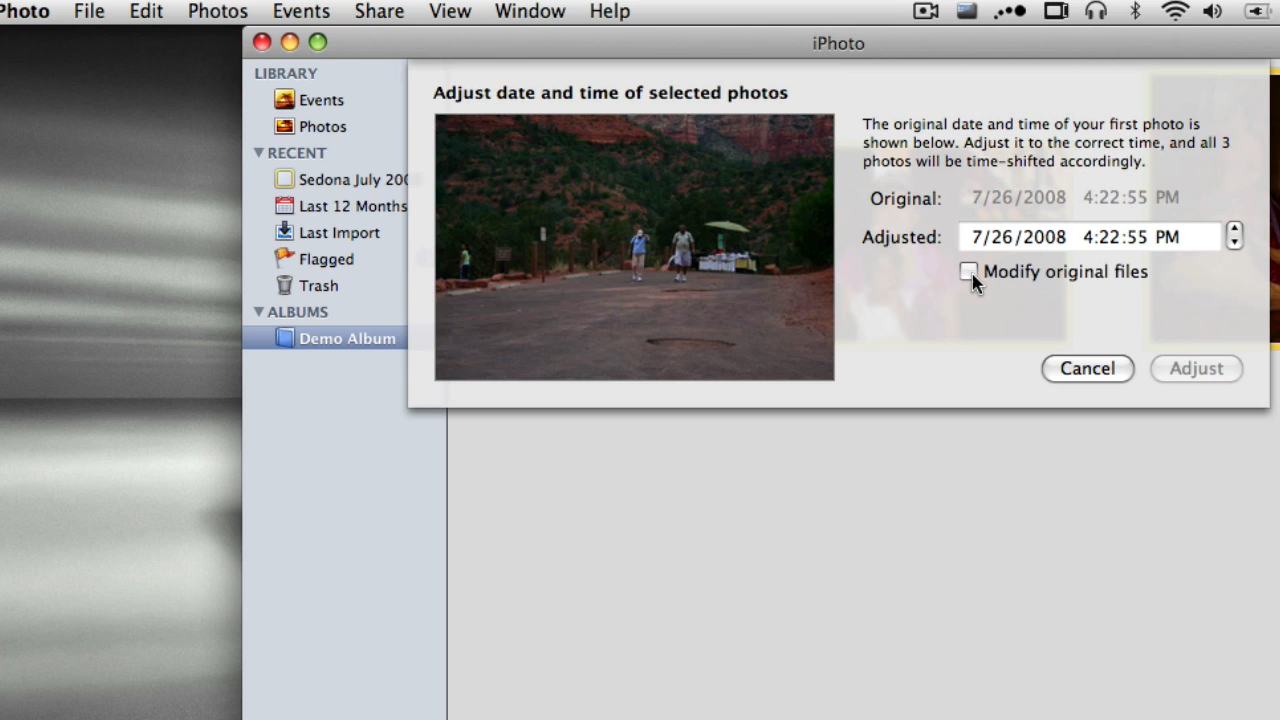 Photo File Edit Photos Events Share View Window Help
iPhoto
LIBRARY
Events
Photos
RECENT
Sedona July 200
Last 12 Months
Last Import
Flagged
Trash
ALBUMS
Demo Album
Adjust date and time of selected photos
The original date and time of your first photo is
shown below. Adjust it to the correct time, and all 3
photos will be time-shifted accordingly.
Original: 7/26/2008 4:22:55 PM
Adjusted: 7/26/2008 4:22:55 PM
Modify original files
Cancel Adjust